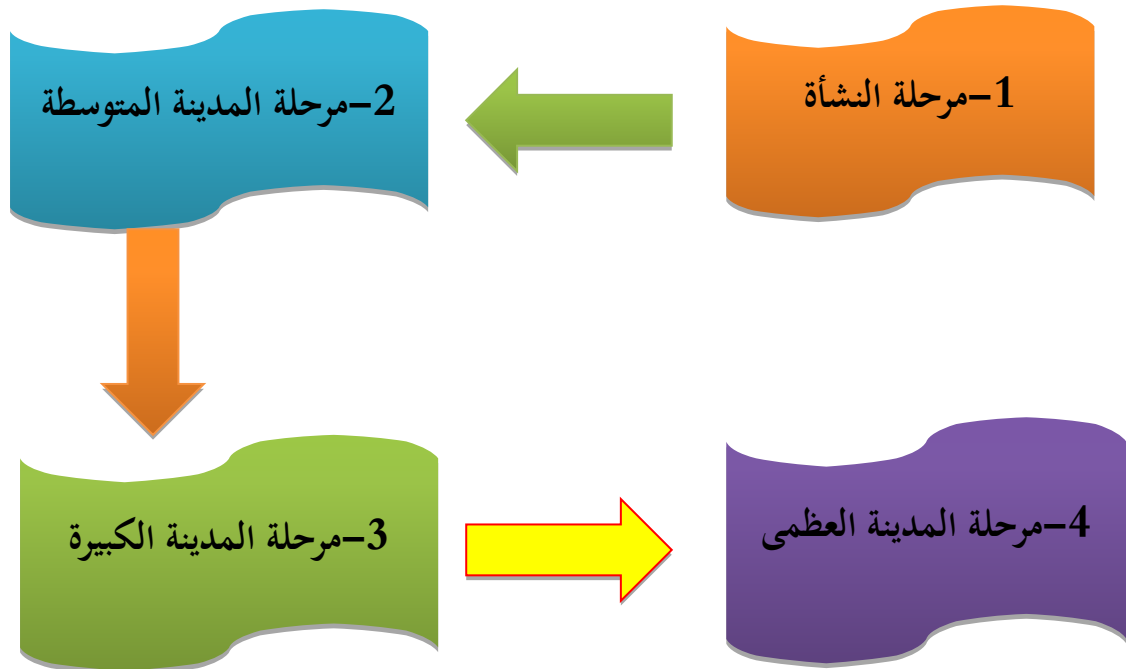 1-مرحلة النشأة
2-مرحلة المدينة المتوسطة
3-مرحلة المدينة الكبيرة
4-مرحلة المدينة العظمى